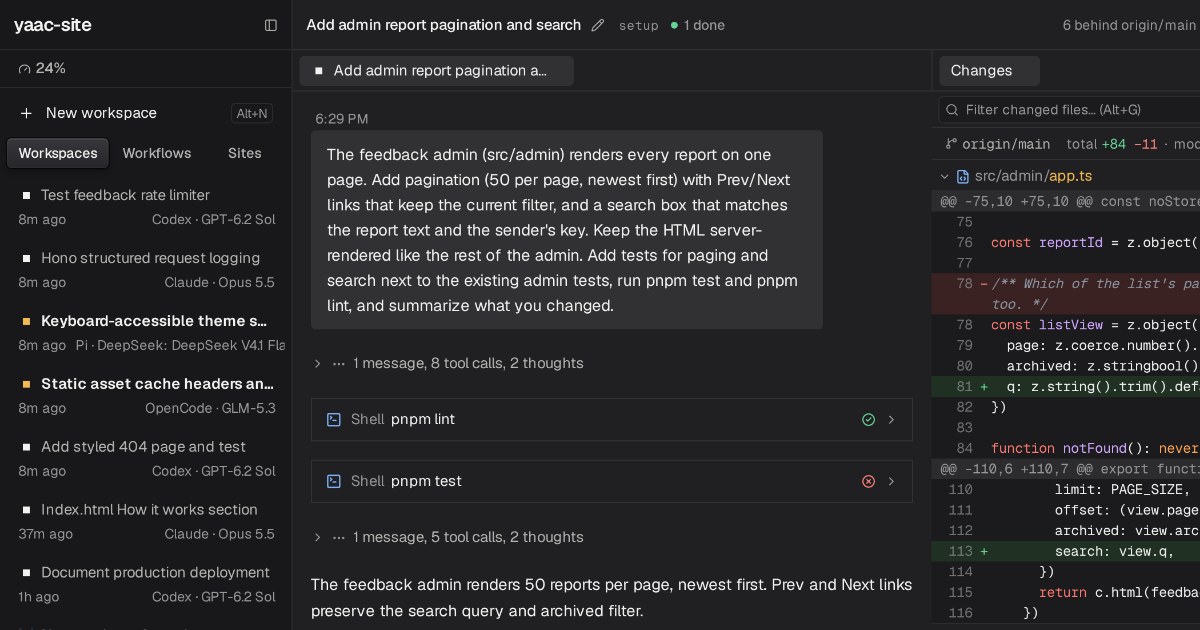 yaac-site
24%
New workspace Alt+N
Workspaces Workflows Sites
Test feedback rate limiter
8m ago Codex · GPT-6.2 Sol
Hono structured request logging
8m ago Claude · Opus 5.5
Keyboard-accessible theme s...
8m ago Pi · DeepSeek: DeepSeek V4.1 Fla
Static asset cache headers an...
8m ago OpenCode · GLM-5.3
Add styled 404 page and test
8m ago Codex · GPT-6.2 Sol
Index.html How it works section
37m ago Claude · Opus 5.5
Document production deployment
1h ago Codex · GPT-6.2 Sol
Add admin report pagination and search setup 1 done
6 behind origin/main
Add admin report pagination a...
6:29 PM
The feedback admin (src/admin) renders every report on one
page. Add pagination (50 per page, newest first) with Prev/Next
links that keep the current filter, and a search box that matches
the report text and the sender's key. Keep the HTML server-
rendered like the rest of the admin. Add tests for paging and
search next to the existing admin tests, run pnpm test and pnpm
lint, and summarize what you changed.
1 message, 8 tool calls, 2 thoughts
Shell pnpm lint
Shell pnpm test
1 message, 5 tool calls, 2 thoughts
The feedback admin renders 50 reports per page, newest first. Prev and Next links
preserve the search query and archived filter.
Changes
Filter changed files... (Alt+G)
origin/main total +84 −11 · mod
src/admin/app.ts
@@ -75,10 +75,10 @@ const noStore
75
76 const reportId = z.object(
77
78 − /** Which of the list's pa
too. */
78 const listView = z.object(
79 page: z.coerce.number().
80 archived: z.stringbool()
81 + q: z.string().trim().def
82 })
83
84 function notFound(): never
@@ -110,6 +110,7 @@ export functi
110 limit: PAGE_SIZE,
111 offset: (view.page
112 archived: view.arc
113 + search: view.q,
114 })
115 return c.html(feedba
116 })